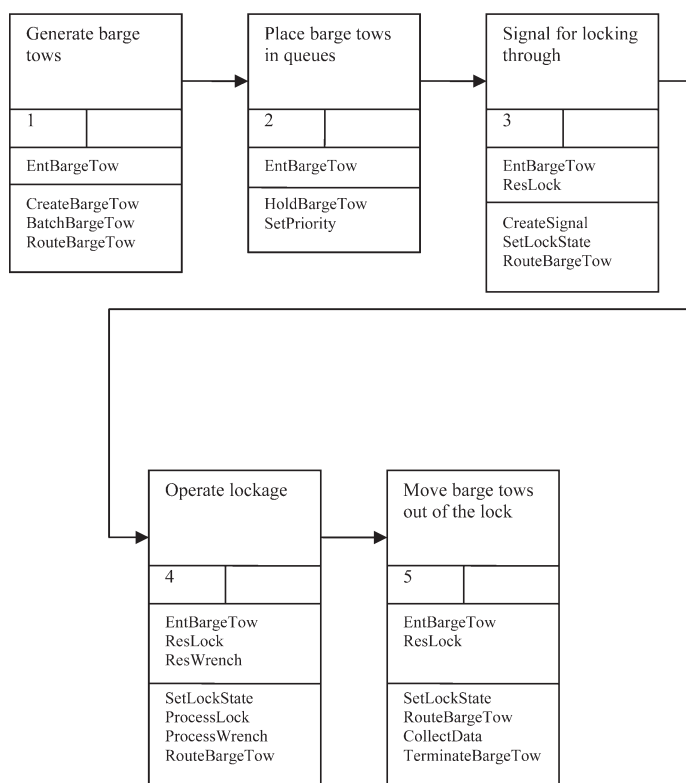 Generate barge
tows
1
EntBargeTow
CreateBargeTow
BatchBargeTow
RouteBargeTow
Place barge tows
in queues
2
EntBargeTow
HoldBargeTow
SetPriority
Signal for locking
through
3
EntBargeTow
ResLock
CreateSignal
SetLockState
RouteBargeTow
Operate lockage
4
EntBargeTow
ResLock
ResWrench
SetLockState
ProcessLock
ProcessWrench
RouteBargeTow
Move barge tows
out of the lock
5
EntBargeTow
ResLock
SetLockState
RouteBargeTow
CollectData
TerminateBargeTow